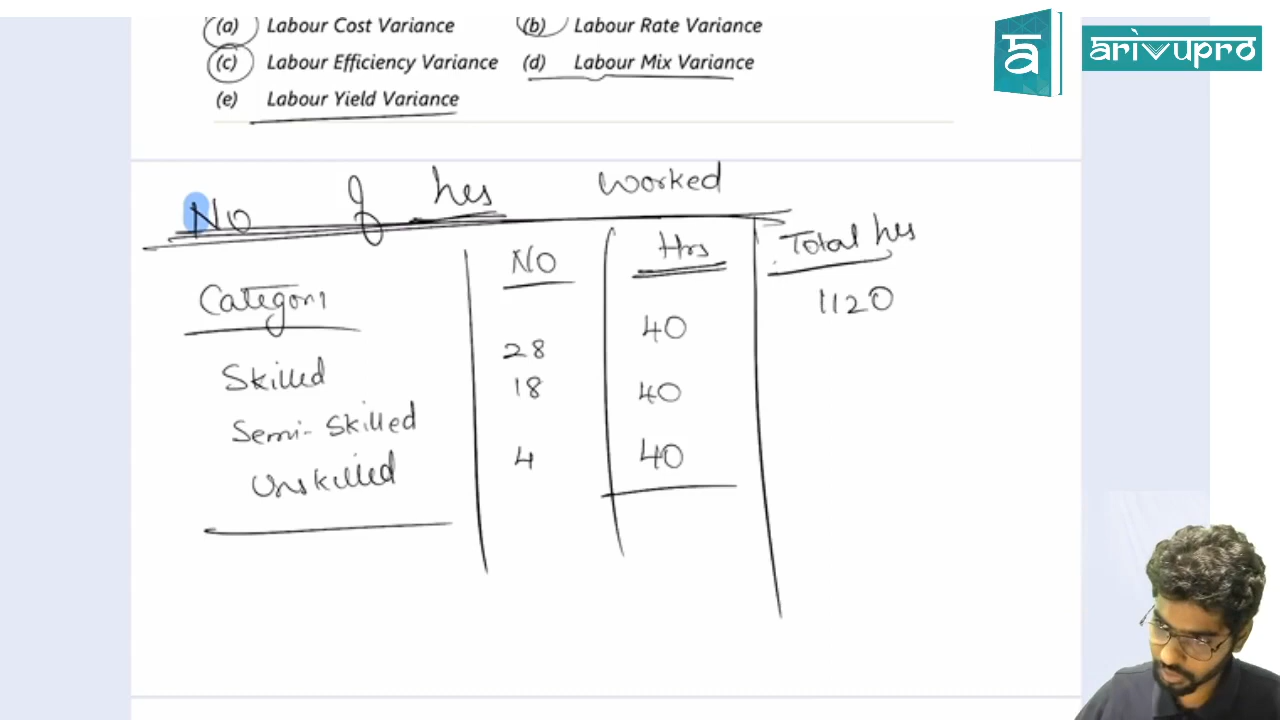 (a) Labour Cost Variance (b) Labour Rate Variance
(c) Labour Efficiency Variance (d) Labour Mix Variance
(e) Labour Yield Variance
ā arivupro
No of hrs worked
Category No Hrs Total hrs
Skilled 28 40 1120
Semi-Skilled 18 40
Unskilled 4 40